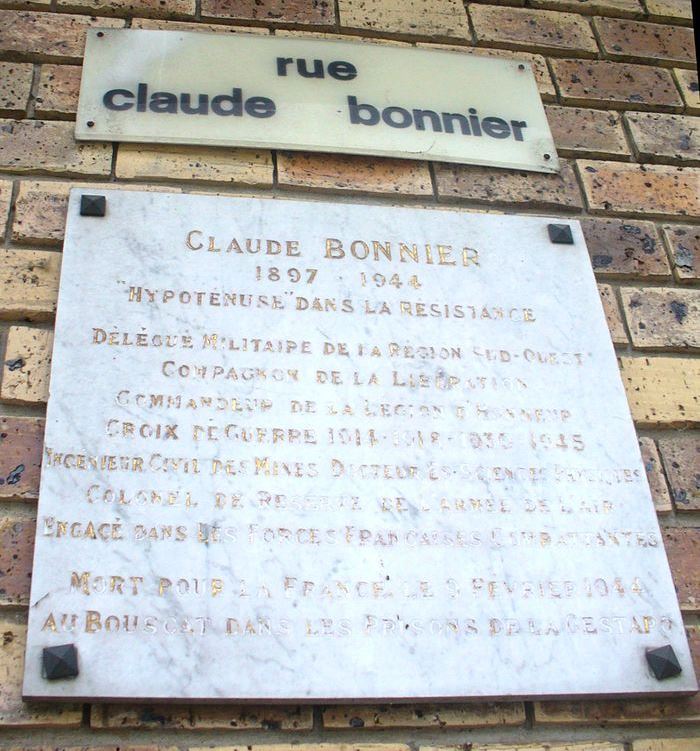 rue
claude bonnier
CLAUDE BONNIER
1897 - 1944
"HYPOTENUSE" DANS LA RESISTANCE
DÉLÉGUÉ MILITAIRE DE LA RÉGION SUD-OUEST
COMPAGNON DE LA LIBÉRATION
COMMANDEUR DE LA LÉGION D'HONNEUR
CROIX DE GUERRE 1914-1918 - 1939-1945
INGENIEUR CIVIL DES MINES DOCTEUR ES-SCIENCES PHYSIQUES
COLONEL DE RESERVE DE L'ARMÉE DE L'AIR
ENGAGÉ DANS LES FORCES FRANÇAISES COMBATTANTES
MORT POUR LA FRANCE LE 9 FÉVRIER 1944
AU BOUSCAT DANS LES PRISONS DE LA GESTAPO